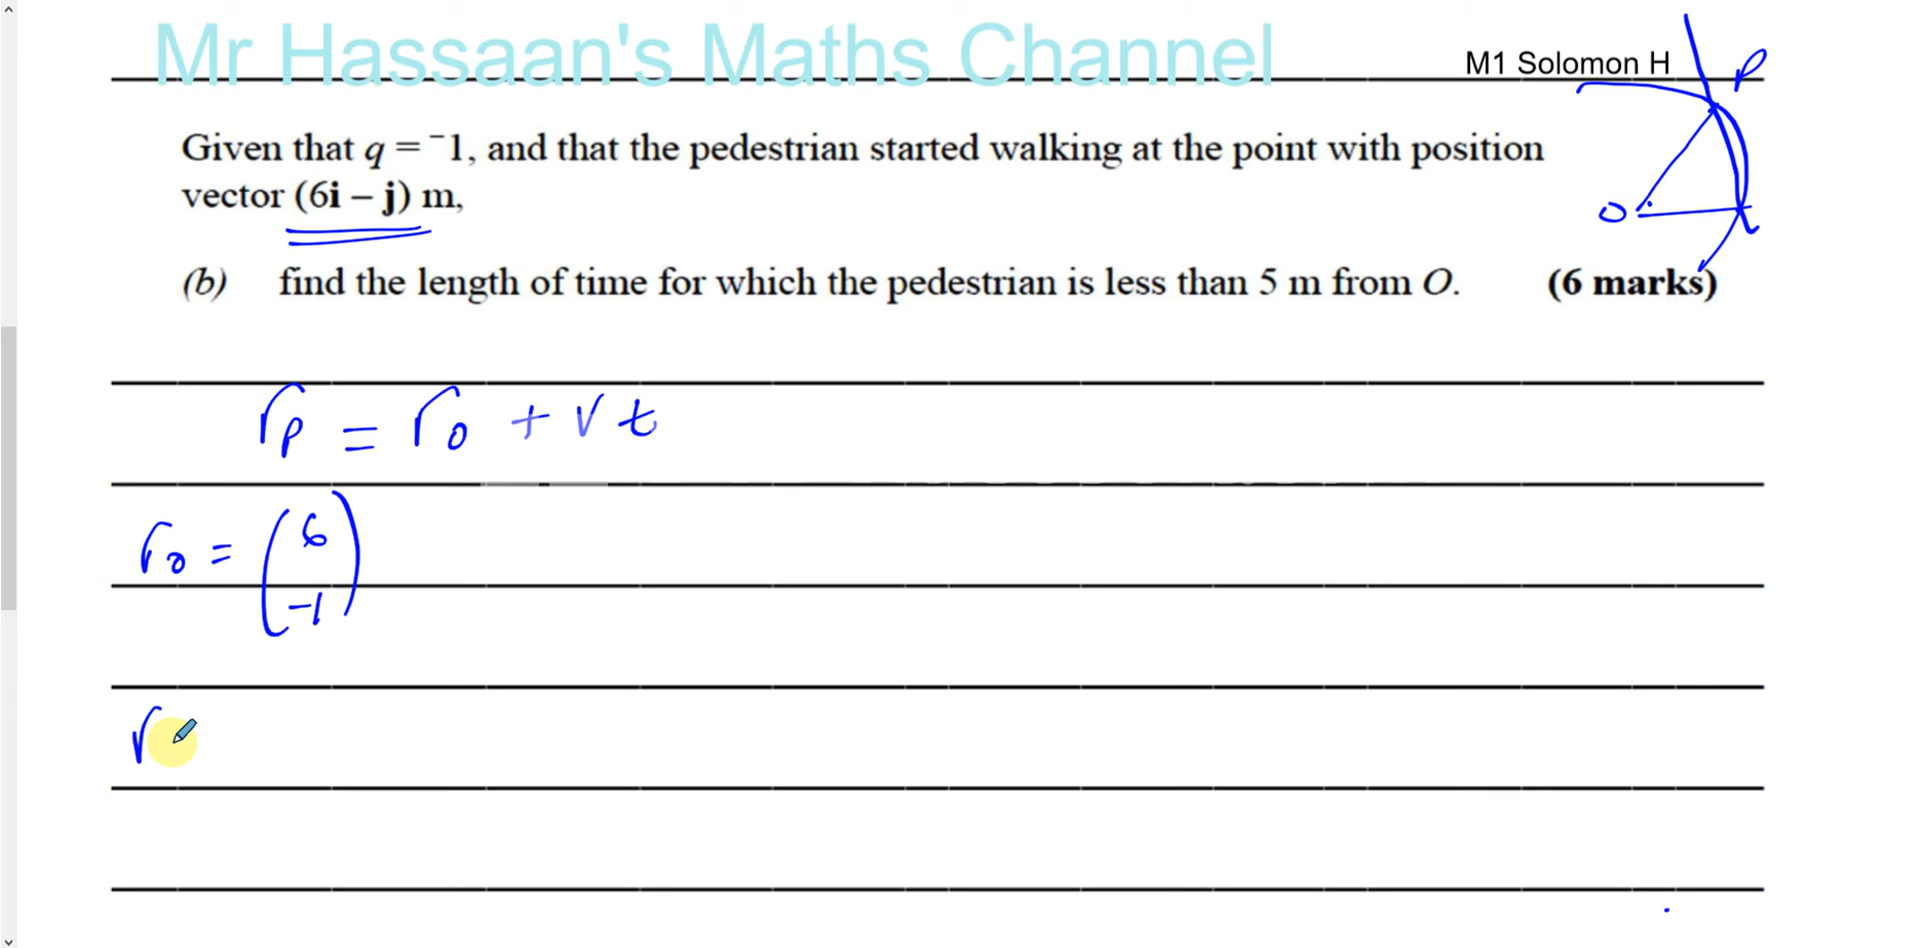 Mr Hassaan's Maths Channel
M1 Solomon H
P
Given that q = ⁻1, and that the pedestrian started walking at the point with position
vector (6i – j) m,
O
(b) find the length of time for which the pedestrian is less than 5 m from O. (6 marks)
rₚ = r₀ + v t
r₀ = (6
-1)
r